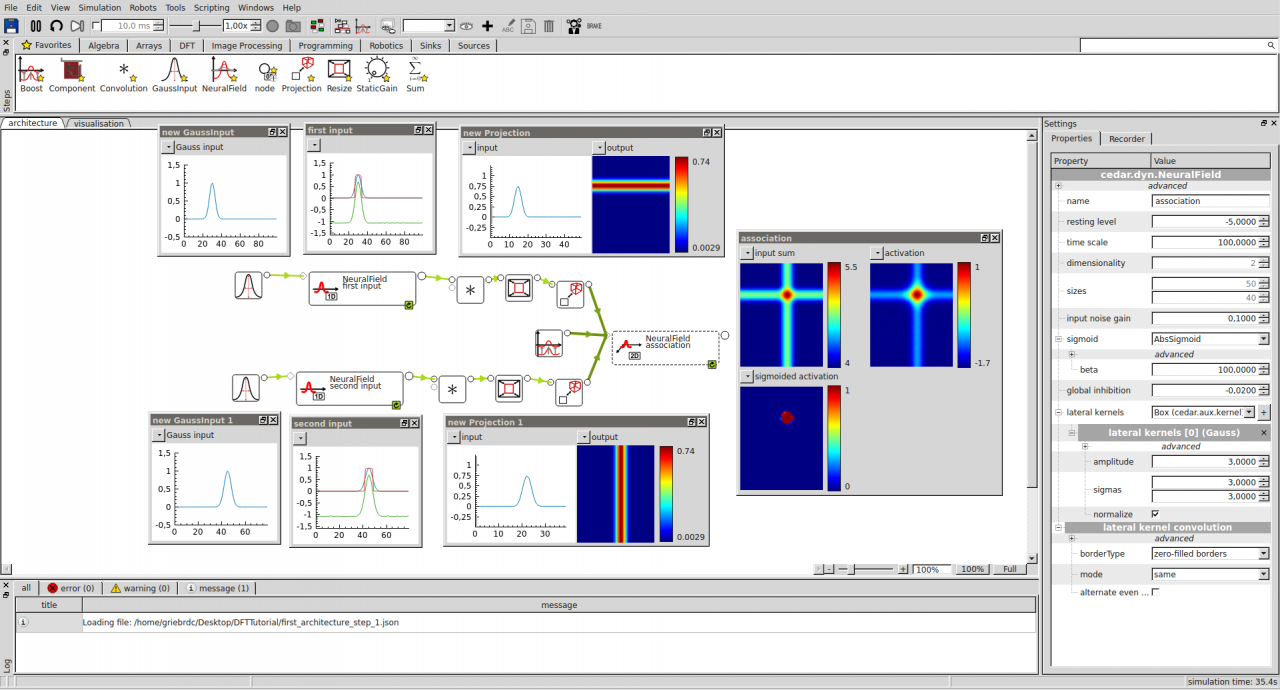 File Edit View Simulation Robots Tools Scripting Windows Help
10,0 ms 1,00x ABC BRAKE
Favorites Algebra Arrays DFT Image Processing Programming Robotics Sinks Sources
Steps
Boost Component Convolution GaussInput NeuralField node Projection Resize StaticGain Sum
architecture visualisation
new GaussInput
Gauss input
1,5
1
0,5
0
-0,5
0 20 40 60 80
first input
1,5
1
0,5
0
-0,5
-1
-1,5
0 20 40 60 80
new Projection
input
1
0,75
0,5
0,25
0
-0,25
0 10 20 30 40
output
0.74
0.0029
NeuralField
first input
1D
NeuralField
association
2D
NeuralField
second input
1D
association
input sum
5.5
4
activation
1
-1.7
sigmoided activation
1
0
new GaussInput 1
Gauss input
1,5
1
0,5
0
-0,5
0 20 40 60
second input
1,5
1
0,5
0
-0,5
-1
-1,5
0 20 40 60
new Projection 1
input
1
0,75
0,5
0,25
0
-0,25
0 10 20 30
output
0.74
0.0029
100% 100% Full
Settings
Properties Recorder
Property Value
cedar.dyn.NeuralField
advanced
name association
resting level -5,0000
time scale 100,0000
dimensionality 2
sizes 50
40
input noise gain 0,1000
sigmoid AbsSigmoid
advanced
beta 100,0000
global inhibition -0,0200
lateral kernels Box (cedar.aux.kernel. +
lateral kernels [0] (Gauss)
advanced
amplitude 3,0000
sigmas 3,0000
3,0000
normalize
lateral kernel convolution
advanced
borderType zero-filled borders
mode same
alternate even ...
Log
all error (0) warning (0) message (1)
title message
Loading file: /home/griebrdc/Desktop/DFTTutorial/first_architecture_step_1.json
simulation time: 35.4s